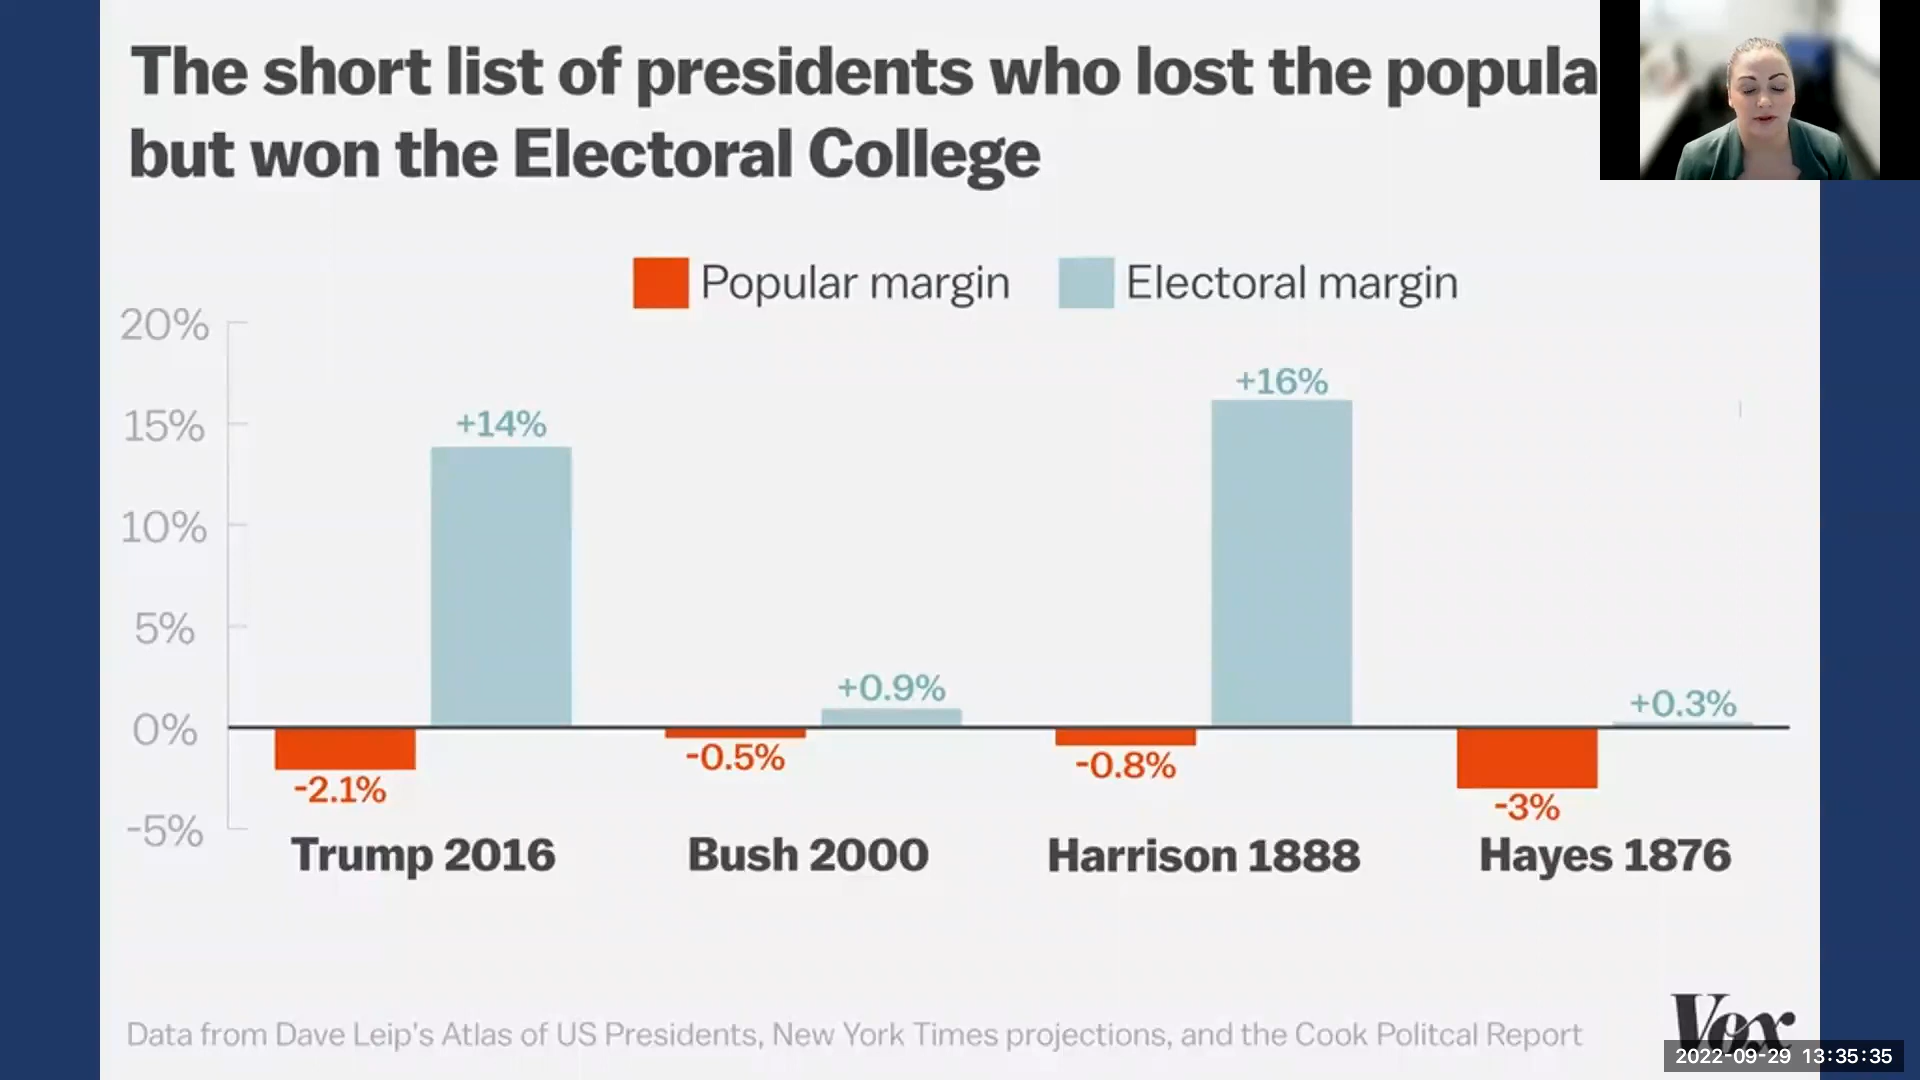 The short list of presidents who lost the popula
but won the Electoral College
Popular margin
Electoral margin
20%
15%
10%
5%
0%
-5%
+14%
-2.1%
+0.9%
-0.5%
+16%
-0.8%
+0.3%
-3%
Trump 2016
Bush 2000
Harrison 1888
Hayes 1876
Data from Dave Leip's Atlas of US Presidents, New York Times projections, and the Cook Politcal Report
Vox
2022-09-29 13:35:35